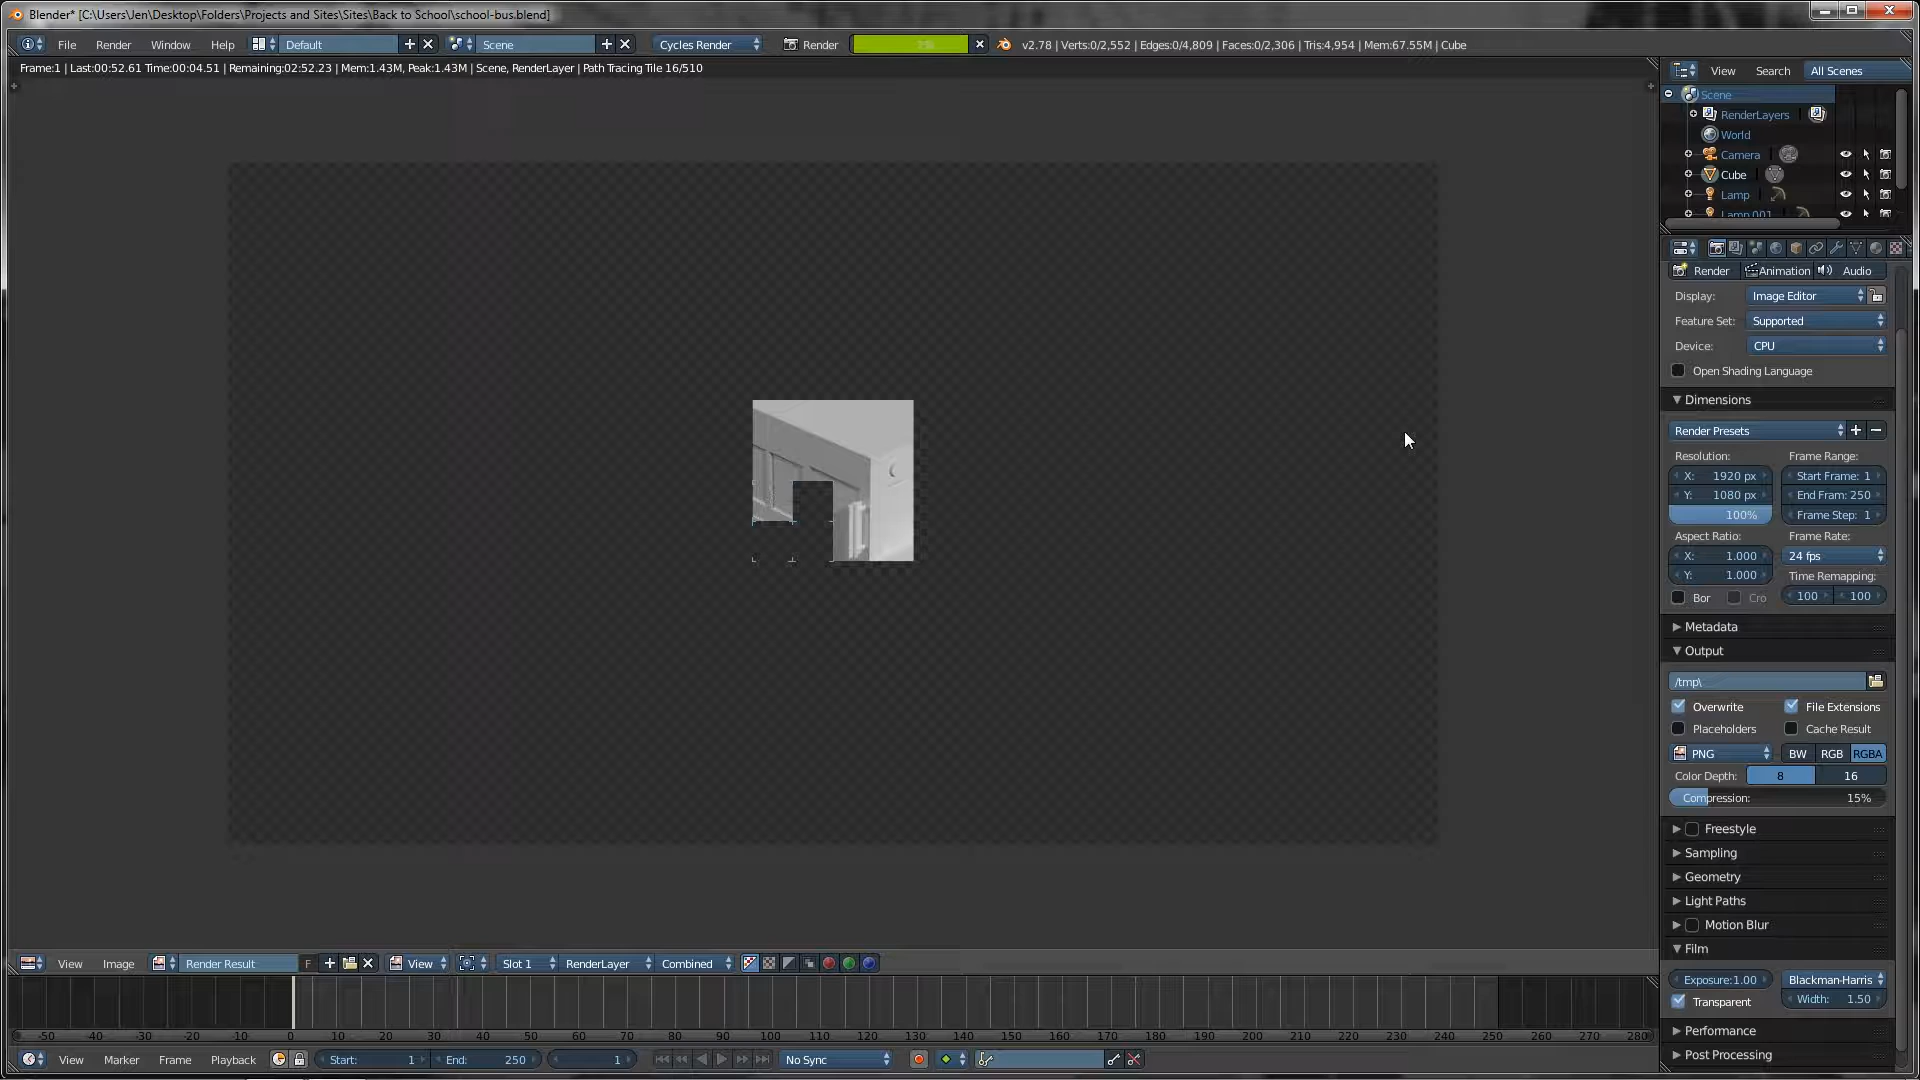 Blender* [C:\Users\Jen\Desktop\Folders\Projects and Sites\Sites\Back to School\school-bus.blend]
File Render Window Help Default Scene Cycles Render Render v2.78 | Verts:0/2,552 | Edges:0/4,809 | Faces:0/2,306 | Tris:4,954 | Mem:67.55M | Cube
Frame:1 | Last:00:52.61 Time:00:04.51 | Remaining:02:52.23 | Mem:1.43M, Peak:1.43M | Scene, RenderLayer | Path Tracing Tile 16/510
View Search All Scenes
Scene
RenderLayers
World
Camera
Cube
Lamp
Lamp.001
Render Animation Audio
Display: Image Editor
Feature Set: Supported
Device: CPU
Open Shading Language
Dimensions
Render Presets
Resolution: Frame Range:
X: 1920 px Start Frame: 1
Y: 1080 px End Fram: 250
100% Frame Step: 1
Aspect Ratio: Frame Rate:
X: 1.000 24 fps
Y: 1.000 Time Remapping:
Bor Cro 100 100
Metadata
Output
/tmp\
Overwrite File Extensions
Placeholders Cache Result
PNG BW RGB RGBA
Color Depth: 8 16
Compression: 15%
Freestyle
Sampling
Geometry
Light Paths
Motion Blur
Film
Exposure:1.00 Blackman-Harris
Transparent Width: 1.50
Performance
Post Processing
View Image Render Result F View Slot 1 RenderLayer Combined
-50 -40 -30 -20 -10 0 10 20 30 40 50 60 70 80 90 100 110 120 130 140 150 160 170 180 190 200 210 220 230 240 250 260 270 280
View Marker Frame Playback Start: 1 End: 250 1 No Sync